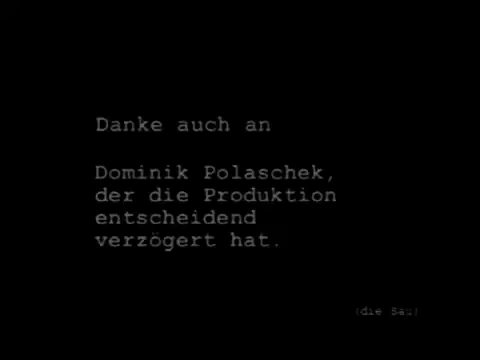 Danke auch an
Dominik Polaschek,
der die Produktion
entscheidend
verzögert hat.
(die Sau)